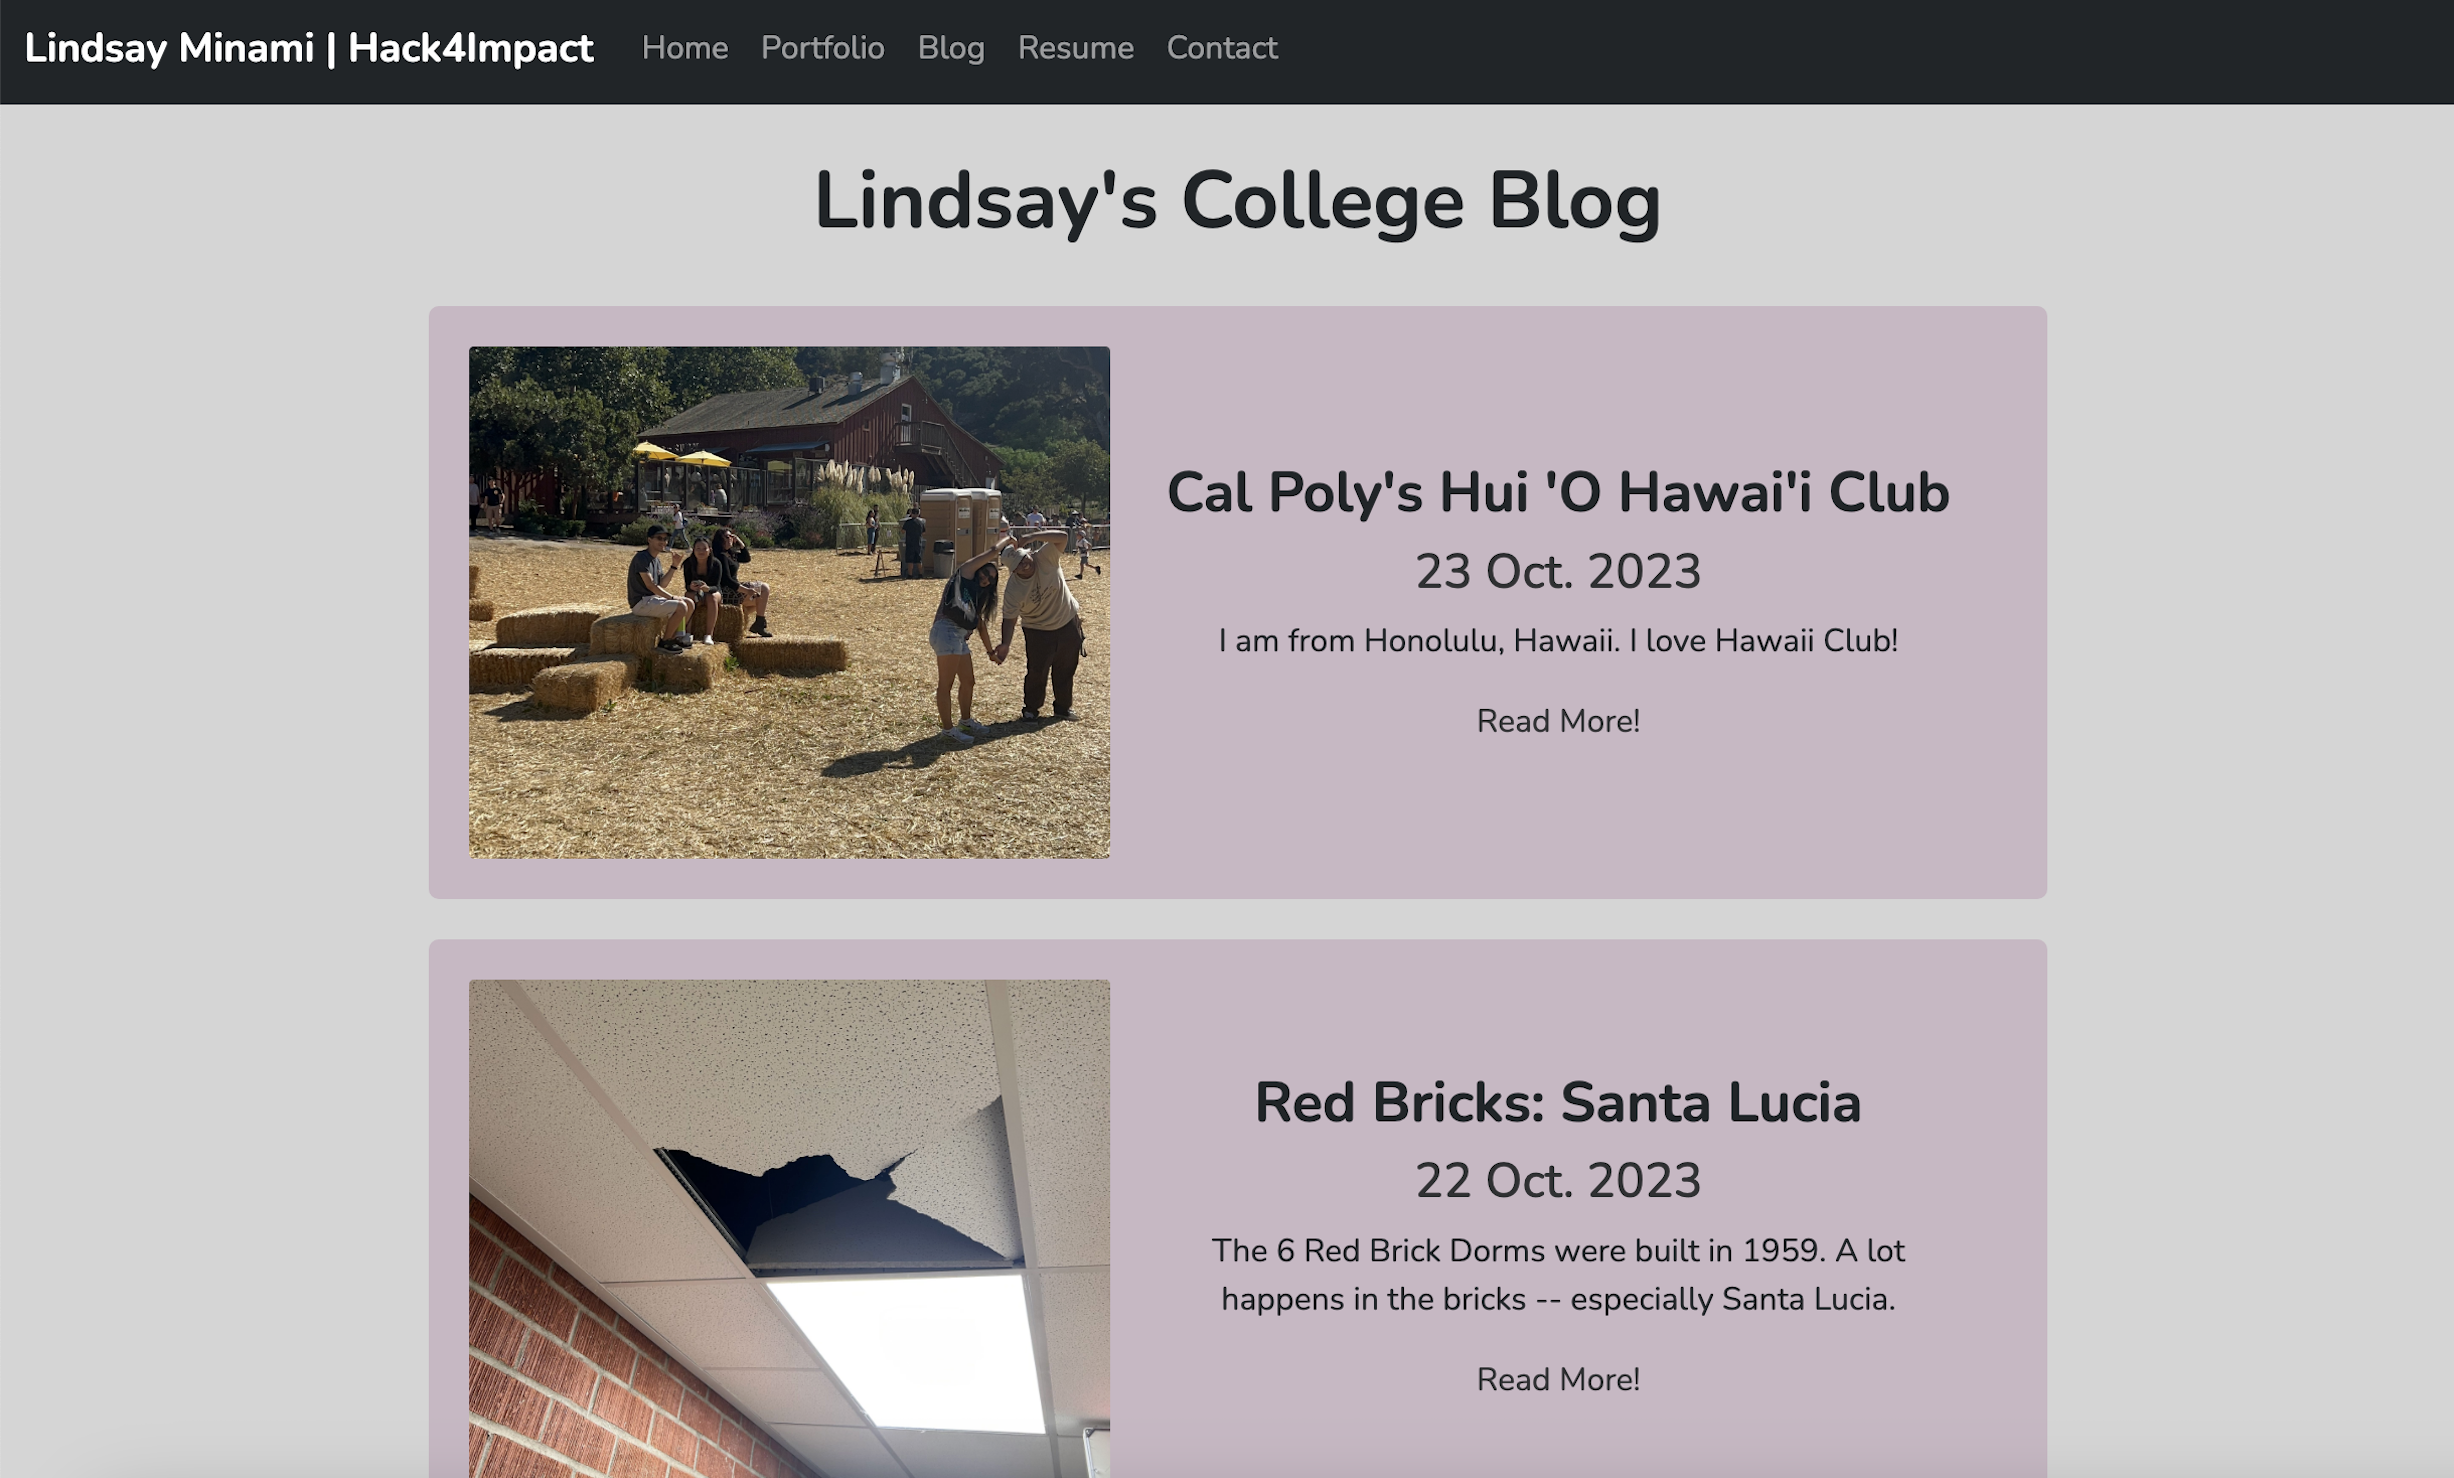 Lindsay Minami | Hack4Impact Home Portfolio Blog Resume Contact
Lindsay's College Blog
Cal Poly's Hui 'O Hawai'i Club
23 Oct. 2023
I am from Honolulu, Hawaii. I love Hawaii Club!
Read More!
Red Bricks: Santa Lucia
22 Oct. 2023
The 6 Red Brick Dorms were built in 1959. A lot
happens in the bricks -- especially Santa Lucia.
Read More!